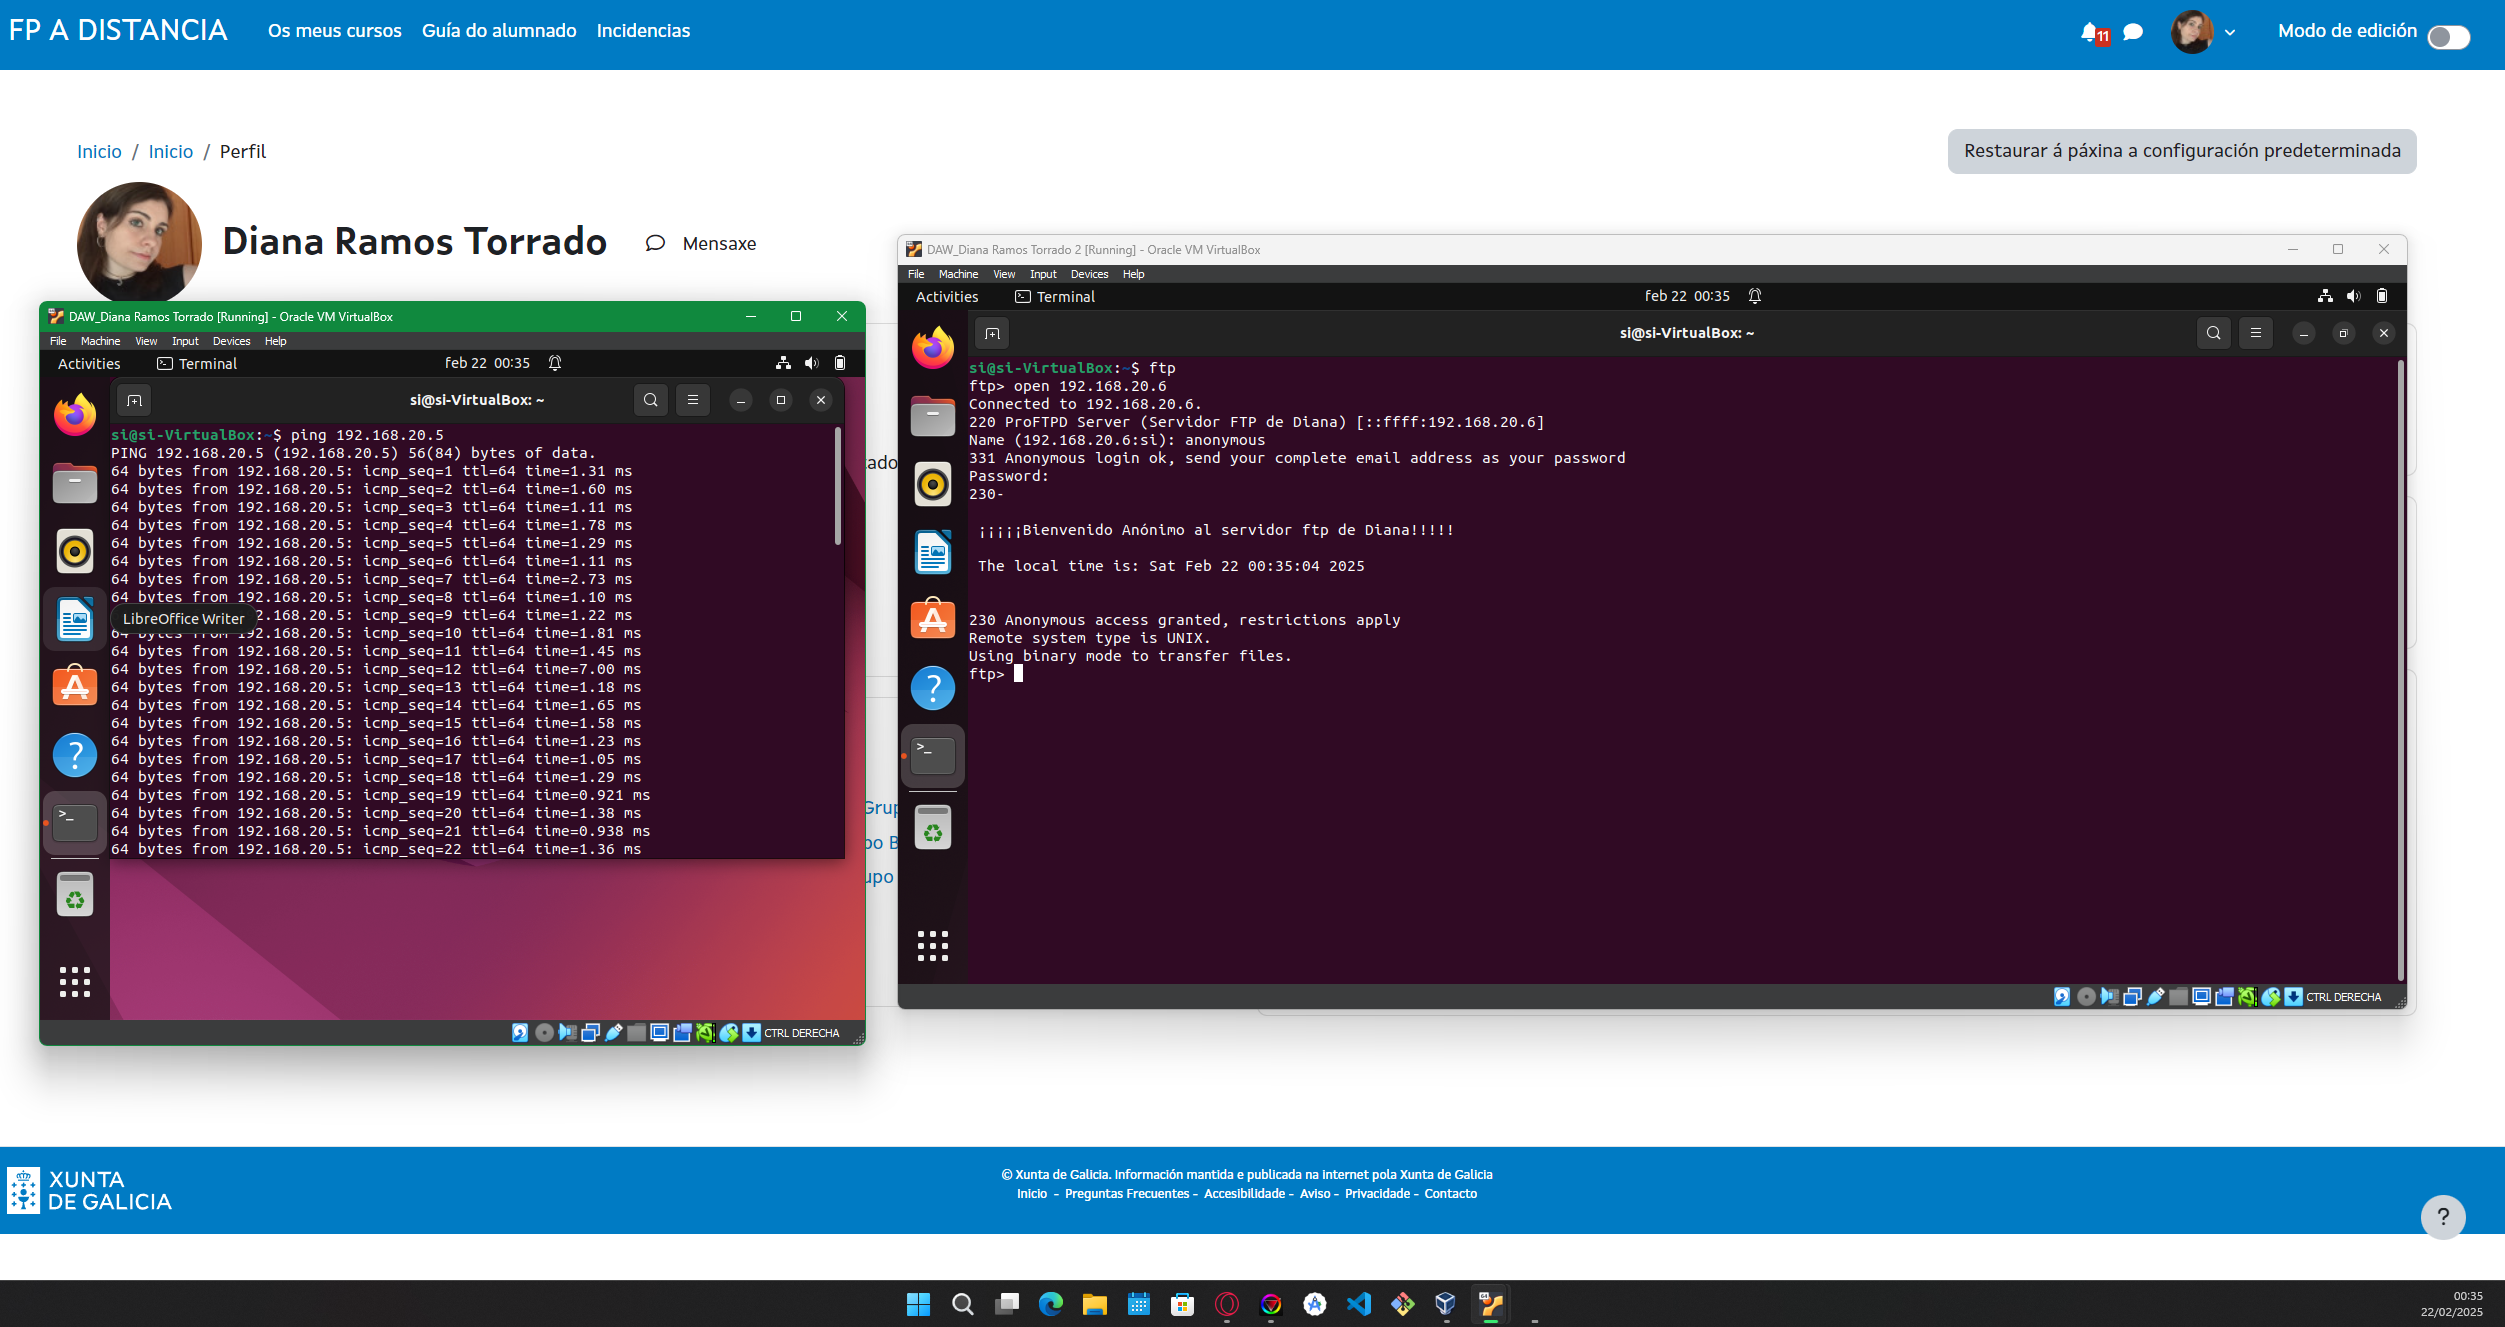 FP A DISTANCIA
Os meus cursos
Guía do alumnado
Incidencias
11
Modo de edición
Inicio / Inicio / Perfil
Restaurar á páxina a configuración predeterminada
Diana Ramos Torrado
Mensaxe
DAW_Diana Ramos Torrado [Running] - Oracle VM VirtualBox
File Machine View Input Devices Help
Activities
Terminal
feb 22 00:35
si@si-VirtualBox: ~
si@si-VirtualBox:~$ ping 192.168.20.5
PING 192.168.20.5 (192.168.20.5) 56(84) bytes of data.
64 bytes from 192.168.20.5: icmp_seq=1 ttl=64 time=1.31 ms
64 bytes from 192.168.20.5: icmp_seq=2 ttl=64 time=1.60 ms
64 bytes from 192.168.20.5: icmp_seq=3 ttl=64 time=1.11 ms
64 bytes from 192.168.20.5: icmp_seq=4 ttl=64 time=1.78 ms
64 bytes from 192.168.20.5: icmp_seq=5 ttl=64 time=1.29 ms
64 bytes from 192.168.20.5: icmp_seq=6 ttl=64 time=1.11 ms
64 bytes from 192.168.20.5: icmp_seq=7 ttl=64 time=2.73 ms
64 bytes from 192.168.20.5: icmp_seq=8 ttl=64 time=1.10 ms
LibreOffice Writer
2.168.20.5: icmp_seq=9 ttl=64 time=1.22 ms
64 bytes from 192.168.20.5: icmp_seq=10 ttl=64 time=1.81 ms
64 bytes from 192.168.20.5: icmp_seq=11 ttl=64 time=1.45 ms
64 bytes from 192.168.20.5: icmp_seq=12 ttl=64 time=7.00 ms
64 bytes from 192.168.20.5: icmp_seq=13 ttl=64 time=1.18 ms
64 bytes from 192.168.20.5: icmp_seq=14 ttl=64 time=1.65 ms
64 bytes from 192.168.20.5: icmp_seq=15 ttl=64 time=1.58 ms
64 bytes from 192.168.20.5: icmp_seq=16 ttl=64 time=1.23 ms
64 bytes from 192.168.20.5: icmp_seq=17 ttl=64 time=1.05 ms
64 bytes from 192.168.20.5: icmp_seq=18 ttl=64 time=1.29 ms
64 bytes from 192.168.20.5: icmp_seq=19 ttl=64 time=0.921 ms
64 bytes from 192.168.20.5: icmp_seq=20 ttl=64 time=1.38 ms
64 bytes from 192.168.20.5: icmp_seq=21 ttl=64 time=0.938 ms
64 bytes from 192.168.20.5: icmp_seq=22 ttl=64 time=1.36 ms
CTRL DERECHA
DAW_Diana Ramos Torrado 2 [Running] - Oracle VM VirtualBox
File Machine View Input Devices Help
Activities
Terminal
feb 22 00:35
si@si-VirtualBox: ~
si@si-VirtualBox:~$ ftp
ftp> open 192.168.20.6
Connected to 192.168.20.6.
220 ProFTPD Server (Servidor FTP de Diana) [::ffff:192.168.20.6]
Name (192.168.20.6:si): anonymous
331 Anonymous login ok, send your complete email address as your password
Password:
230-
¡¡¡¡¡Bienvenido Anónimo al servidor ftp de Diana!!!!!
The local time is: Sat Feb 22 00:35:04 2025
230 Anonymous access granted, restrictions apply
Remote system type is UNIX.
Using binary mode to transfer files.
ftp>
CTRL DERECHA
XUNTA
DE GALICIA
© Xunta de Galicia. Información mantida e publicada na internet pola Xunta de Galicia
Inicio - Preguntas Frecuentes - Accesibilidade - Aviso - Privacidade - Contacto
?
00:35
22/02/2025